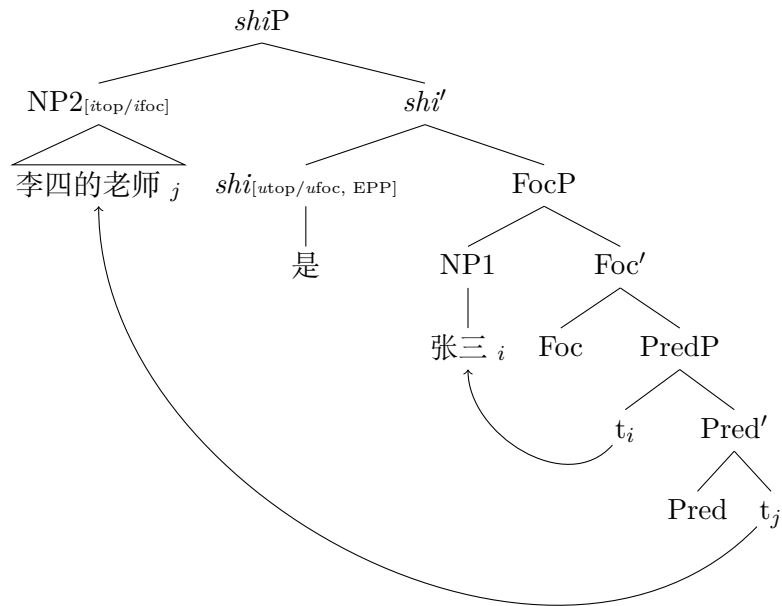 shiP
NP2[itop/ifoc] shi′
李四的老师 j shi[utop/ufoc, EPP] FocP
是 NP1 Foc′
张三 i Foc PredP
ti Pred′
Pred tj